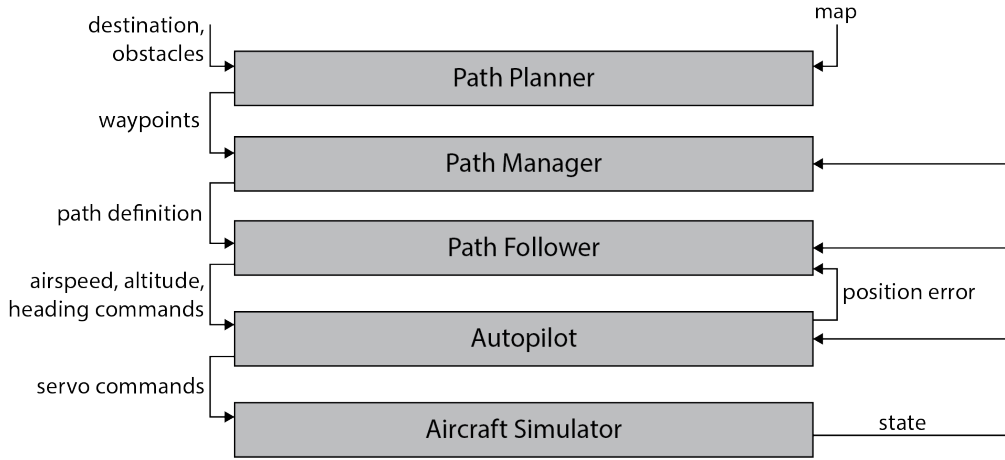 destination,
obstacles
map
Path Planner
waypoints
Path Manager
path definition
Path Follower
airspeed, altitude,
heading commands
position error
Autopilot
servo commands
Aircraft Simulator
state